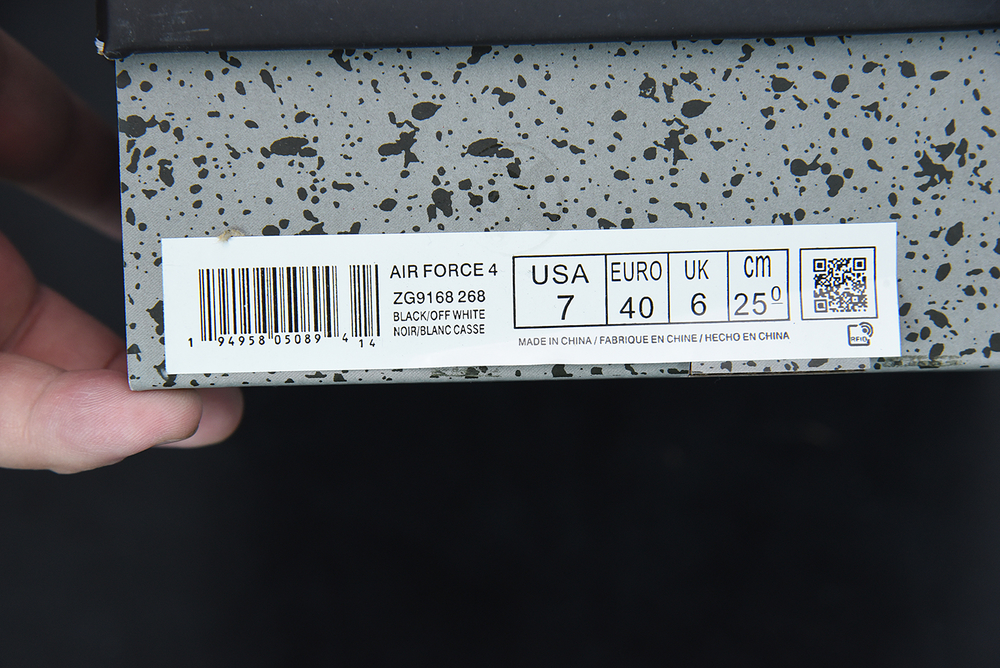 AIR FORCE 4
ZG9168 268
BLACK/OFF WHITE
NOIR/BLANC CASSE
1 94958 05089 4 14
USA EURO UK cm
7 40 6 25⁰
MADE IN CHINA / FABRIQUE EN CHINE / HECHO EN CHINA
RFID